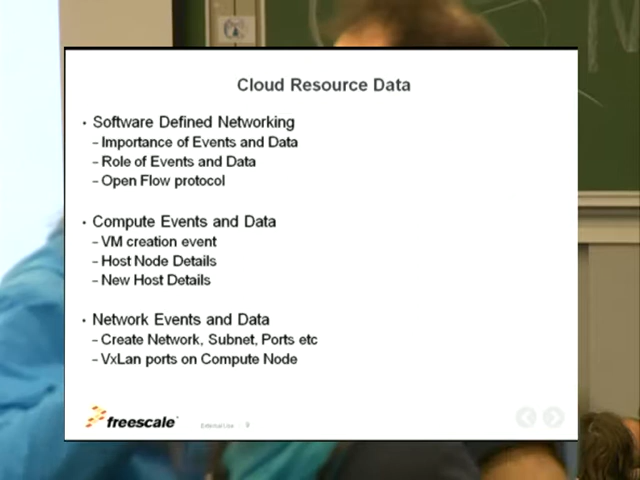 Cloud Resource Data
• Software Defined Networking
– Importance of Events and Data
– Role of Events and Data
– Open Flow protocol
• Compute Events and Data
– VM creation event
– Host Node Details
– New Host Details
• Network Events and Data
– Create Network, Subnet, Ports etc
– VxLan ports on Compute Node
freescale
9